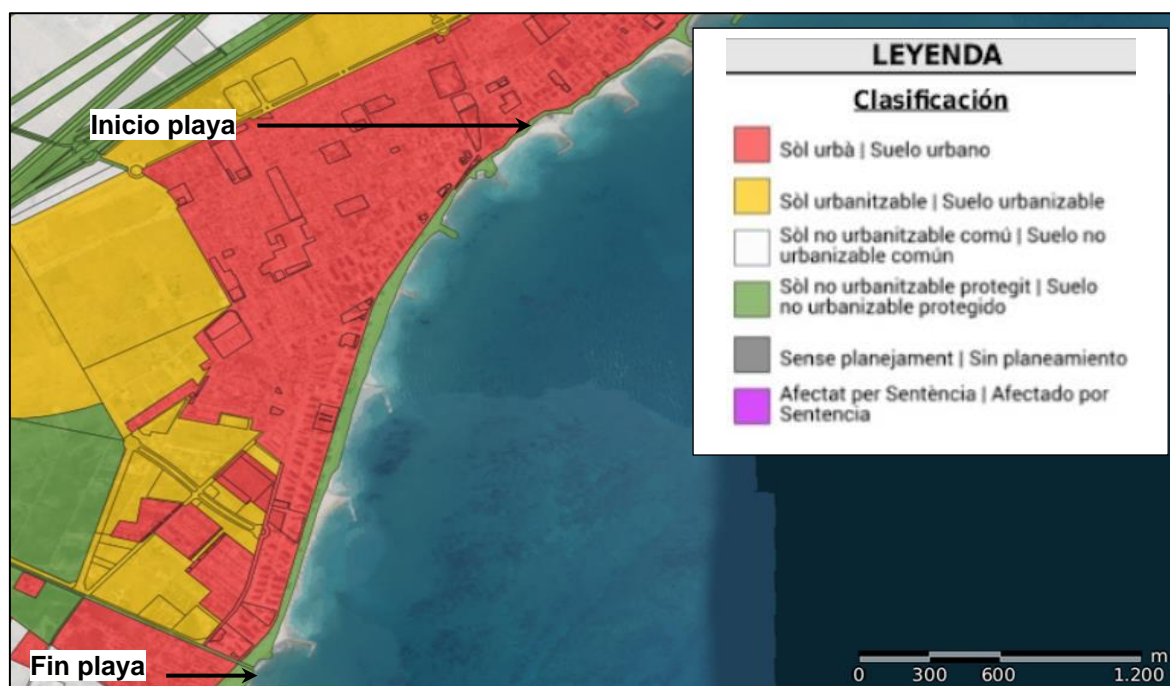 LEYENDA
Clasificación
Inicio playa
Sòl urbà | Suelo urbano
Sòl urbanitzable | Suelo urbanizable
Sòl no urbanitzable comú | Suelo no
urbanizable común
Sòl no urbanitzable protegit | Suelo
no urbanizable protegido
Sense planejament | Sin planeamiento
Afectat per Sentència | Afectado por
Sentencia
Fin playa
m
0 300 600 1.200